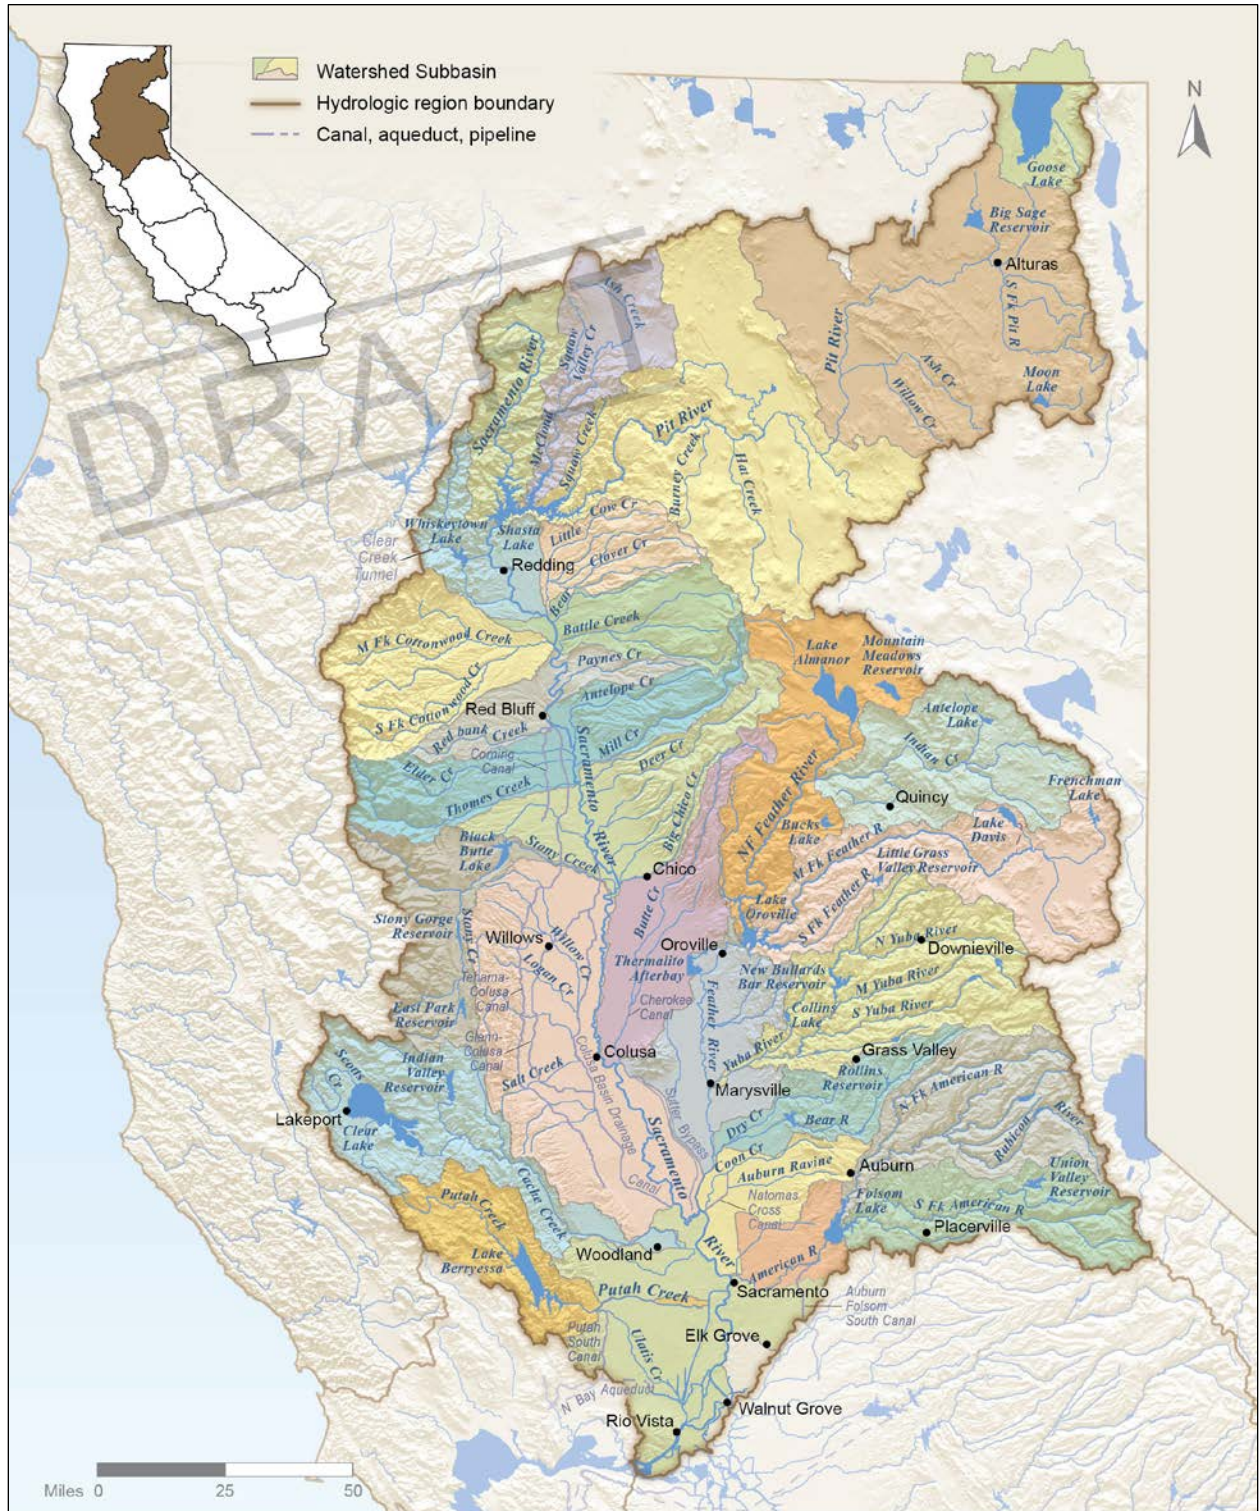 Watershed Subbasin
Hydrologic region boundary
Canal, aqueduct, pipeline
N
DRAFT
Goose
Lake
Big Sage
Reservoir
Alturas
S Fk Pit R
Pit River
Ash Cr
Willow Cr
Moon
Lake
Ash Creek
Squaw
Valley Cr
Sacramento River
McCloud
Squaw Creek
Pit River
Burney Creek
Hat Creek
Whiskeytown
Lake
Shasta
Lake
Little Cow Cr
Clover Cr
Clear
Creek
Tunnel
Redding
Bear
Battle Creek
M Fk Cottonwood Creek
Paynes Cr
Lake
Almanor
Mountain
Meadows
Reservoir
S Fk Cottonwood Cr
Antelope Cr
Red Bluff
Antelope
Lake
Red bank
Creek
Sacramento
River
Mill Cr
Indian
Cr
Corning
Canal
Elder Cr
Deer Cr
Thomes Creek
Big Chico Cr
NF Feather River
Quincy
Frenchman
Lake
Bucks
Lake
Lake
Davis
Black
Butte
Lake
Stony Creek
M Fk Feather R
Little Grass
Valley Reservoir
Chico
S Fk Feather R
Butte Cr
Lake
Oroville
Stony Gorge
Reservoir
Stony Cr
Willows
Willow Cr
Logan Cr
Oroville
N Yuba River
Downieville
Thermalito
Afterbay
New Bullards
Bar Reservoir
Tehama-
Colusa
Canal
M Yuba River
Cherokee
Canal
Feather River
Collins
Lake
S Yuba River
East Park
Reservoir
Glenn-
Colusa
Canal
Colusa
Yuba River
Grass Valley
Scotts
Cr
Indian
Valley
Reservoir
Salt Creek
Colusa Basin Drainage
Canal
Rollins
Reservoir
Marysville
N Fk American R
Lakeport
Clear
Lake
Sutter Bypass
Dry Cr
Bear R
Rubicon
River
Sacramento
River
Coon Cr
Auburn Ravine
Auburn
Cache Creek
Putah Creek
Natomas
Cross
Canal
Folsom
Lake
Union
Valley
Reservoir
S Fk American R
Placerville
Woodland
Lake
Berryessa
American R
Putah Creek
Sacramento
Auburn
Folsom
South Canal
Putah
South
Canal
Ulatis Cr
Elk Grove
N Bay Aqueduct
Walnut Grove
Rio Vista
Miles 0 25 50